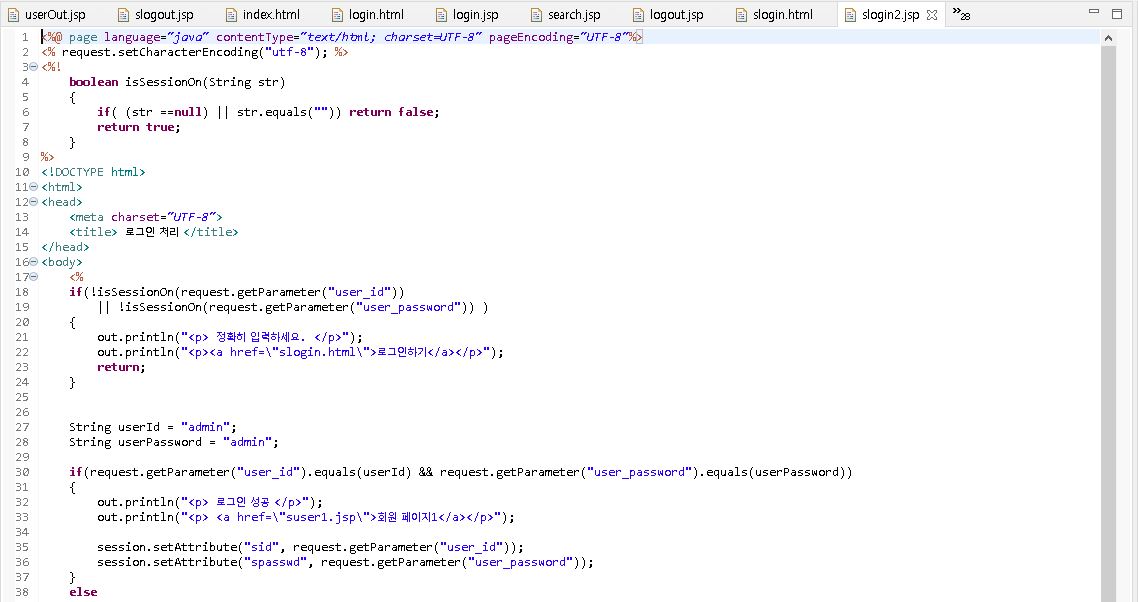 userOut.jsp slogout.jsp index.html login.html login.jsp search.jsp logout.jsp slogin.html slogin2.jsp »28
1 <%@ page language="java" contentType="text/html; charset=UTF-8" pageEncoding="UTF-8"%>
2 <% request.setCharacterEncoding("utf-8"); %>
3 <%!
4 boolean isSessionOn(String str)
5 {
6 if( (str ==null) || str.equals("")) return false;
7 return true;
8 }
9 %>
10 <!DOCTYPE html>
11 <html>
12 <head>
13 <meta charset="UTF-8">
14 <title> 로그인 처리 </title>
15 </head>
16 <body>
17 <%
18 if(!isSessionOn(request.getParameter("user_id"))
19 || !isSessionOn(request.getParameter("user_password")) )
20 {
21 out.println("<p> 정확히 입력하세요. </p>");
22 out.println("<p><a href=\"slogin.html\">로그인하기</a></p>");
23 return;
24 }
25
26
27 String userId = "admin";
28 String userPassword = "admin";
29
30 if(request.getParameter("user_id").equals(userId) && request.getParameter("user_password").equals(userPassword))
31 {
32 out.println("<p> 로그인 성공 </p>");
33 out.println("<p> <a href=\"suser1.jsp\">회원 페이지1</a></p>");
34
35 session.setAttribute("sid", request.getParameter("user_id"));
36 session.setAttribute("spasswd", request.getParameter("user_password"));
37 }
38 else